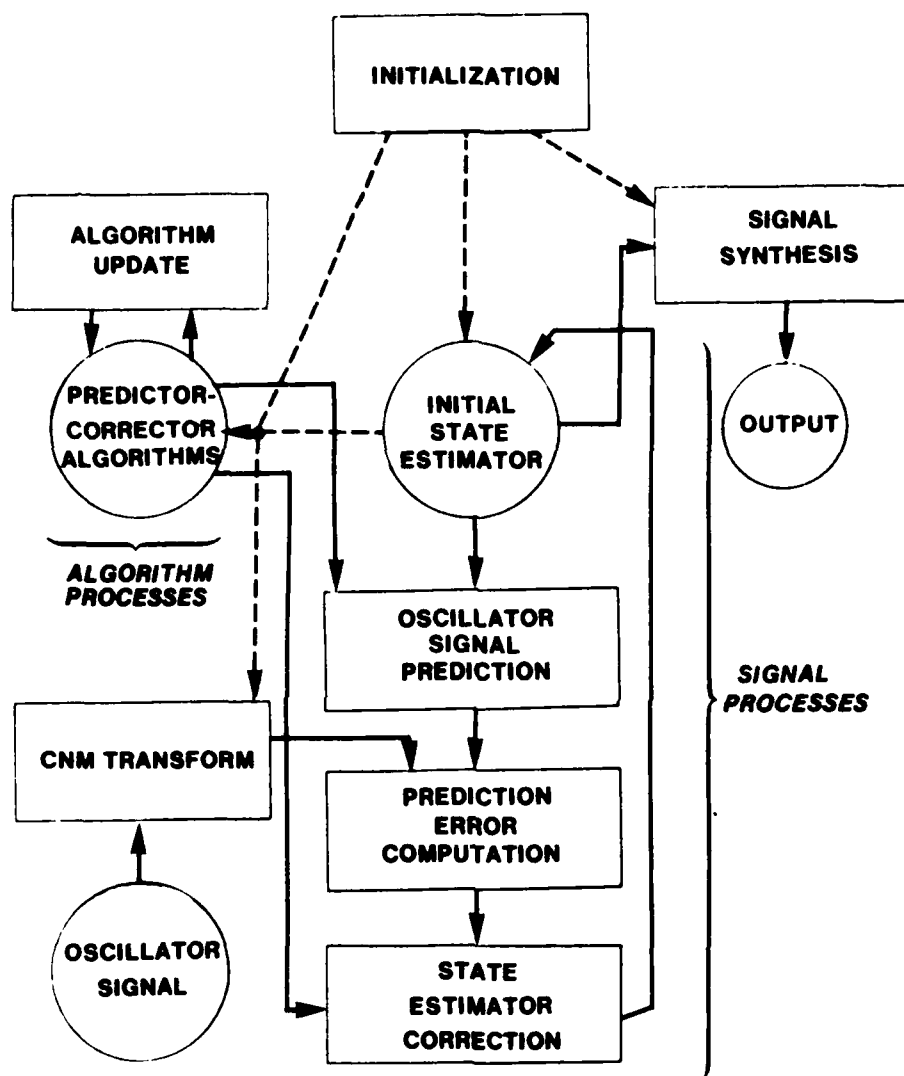 INITIALIZATION
ALGORITHM
UPDATE
SIGNAL
SYNTHESIS
PREDICTOR-
CORRECTOR
ALGORITHMS
INITIAL
STATE
ESTIMATOR
OUTPUT
ALGORITHM
PROCESSES
OSCILLATOR
SIGNAL
PREDICTION
SIGNAL
PROCESSES
CNM TRANSFORM
PREDICTION
ERROR
COMPUTATION
OSCILLATOR
SIGNAL
STATE
ESTIMATOR
CORRECTION